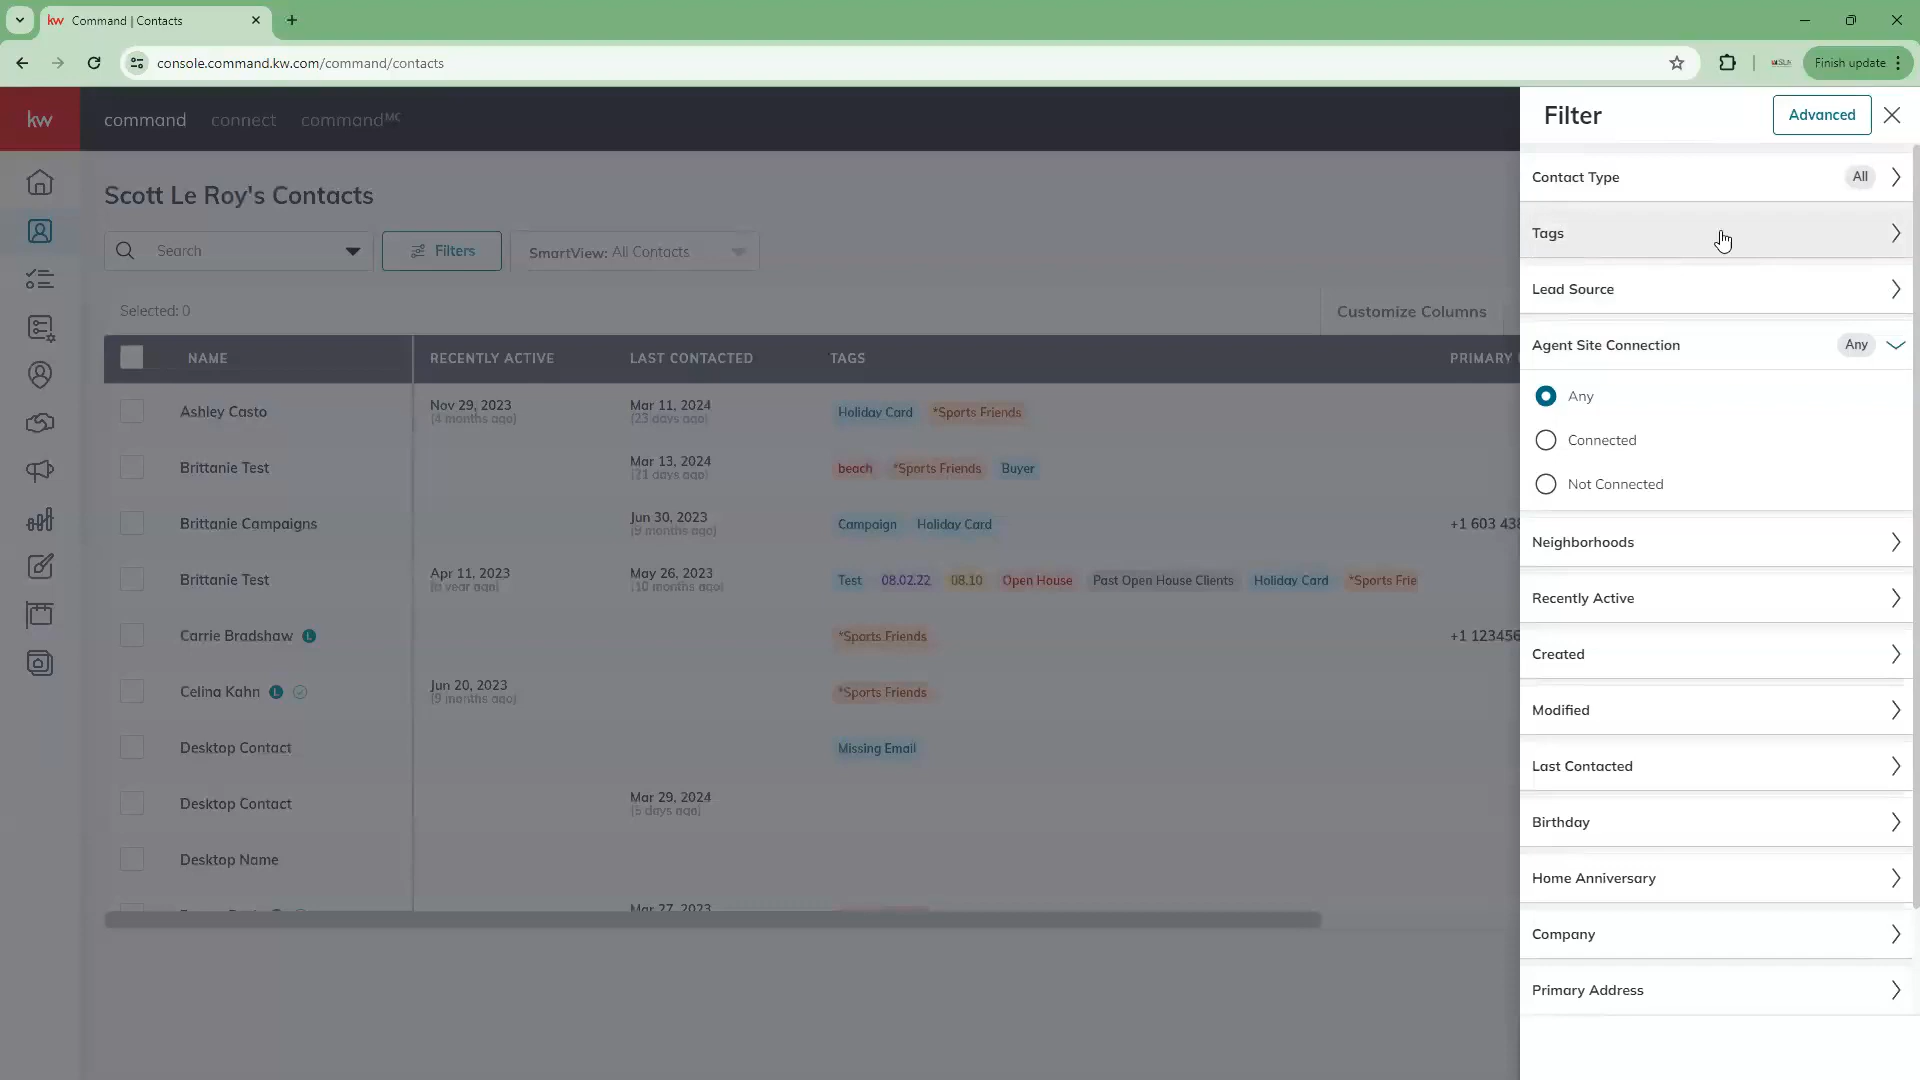 kw Command | Contacts
console.command.kw.com/command/contacts
Finish update
kw
command connect commandMC
Filter
Advanced
Scott Le Roy's Contacts
Search
Filters
SmartView: All Contacts
Selected: 0
Customize Columns
NAME RECENTLY ACTIVE LAST CONTACTED TAGS PRIMARY
Ashley Casto Nov 29, 2023 Mar 11, 2024 Holiday Card *Sports Friends
(4 months ago) (23 days ago)
Brittanie Test Mar 13, 2024 beach *Sports Friends Buyer
(21 days ago)
Brittanie Campaigns Jun 30, 2023 Campaign Holiday Card +1 603 438
(9 months ago)
Brittanie Test Apr 11, 2023 May 26, 2023 Test 08.02.22 08.10 Open House Past Open House Clients Holiday Card *Sports Frie
(a year ago) (10 months ago)
Carrie Bradshaw L *Sports Friends +1 123456
Celina Kahn L Jun 20, 2023 *Sports Friends
(9 months ago)
Desktop Contact Missing Email
Desktop Contact Mar 29, 2024
(5 days ago)
Desktop Name
Mar 27, 2023
Contact Type All
Tags
Lead Source
Agent Site Connection Any
Any
Connected
Not Connected
Neighborhoods
Recently Active
Created
Modified
Last Contacted
Birthday
Home Anniversary
Company
Primary Address